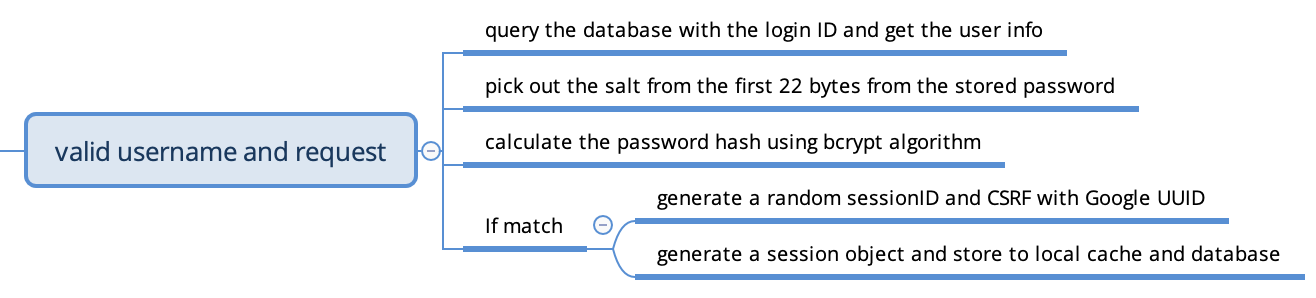 query the database with the login ID and get the user info
pick out the salt from the first 22 bytes from the stored password
valid username and request
calculate the password hash using bcrypt algorithm
If match
generate a random sessionID and CSRF with Google UUID
generate a session object and store to local cache and database